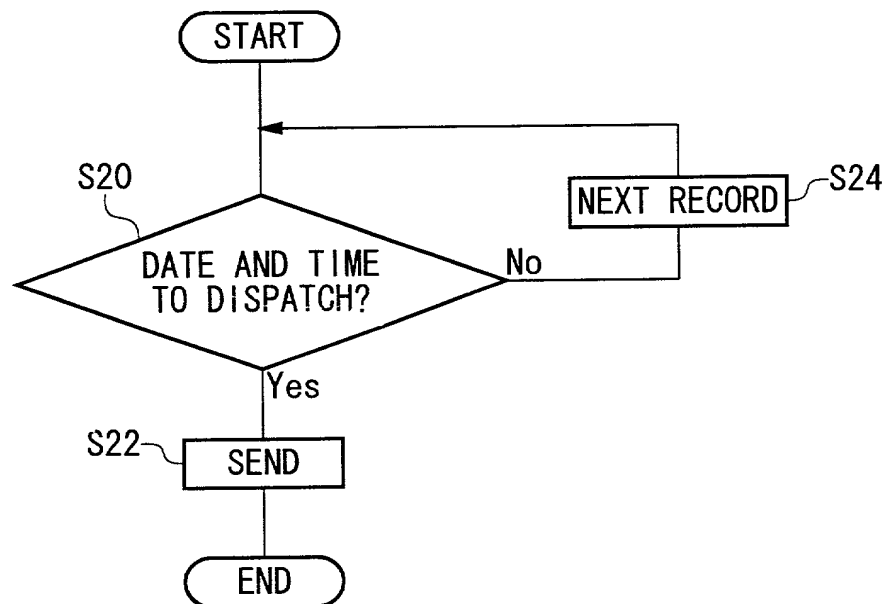 START
S20
NEXT RECORD
S24
DATE AND TIME
TO DISPATCH?
No
Yes
S22
SEND
END